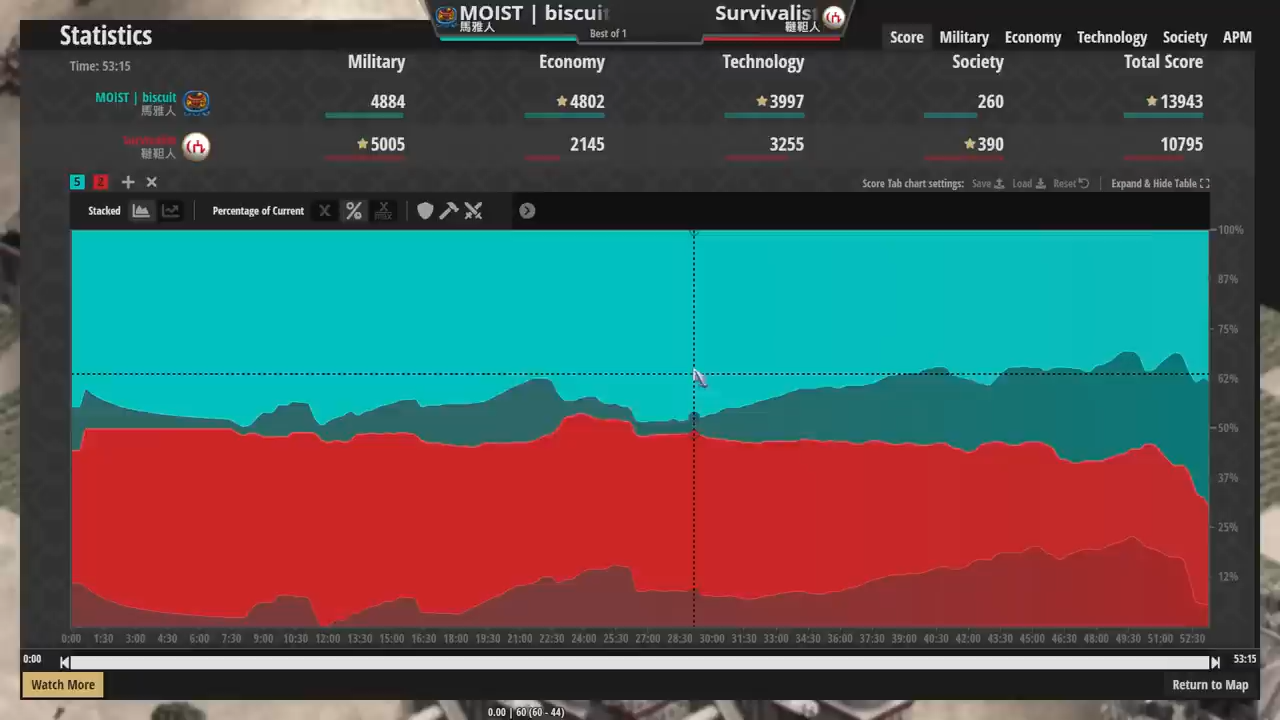 MOIST | biscuit
馬雅人
Best of 1
Survivalist
韃靼人
Statistics
Score Military Economy Technology Society APM
Time: 53:15
Military Economy Technology Society Total Score
MOIST | biscuit
馬雅人
4884 4802 3997 260 13943
Survivalist
韃靼人
5005 2145 3255 390 10795
5 2
Score Tab chart settings: Save Load Reset Expand & Hide Table
Stacked Percentage of Current X % X MAX
100%
87%
75%
62%
50%
37%
25%
12%
0:00 1:30 3:00 4:30 6:00 7:30 9:00 10:30 12:00 13:30 15:00 16:30 18:00 19:30 21:00 22:30 24:00 25:30 27:00 28:30 30:00 31:30 33:00 34:30 36:00 37:30 39:00 40:30 42:00 43:30 45:00 46:30 48:00 49:30 51:00 52:30
0:00 53:15
Watch More Return to Map
0.00 | 60 (60 - 44)